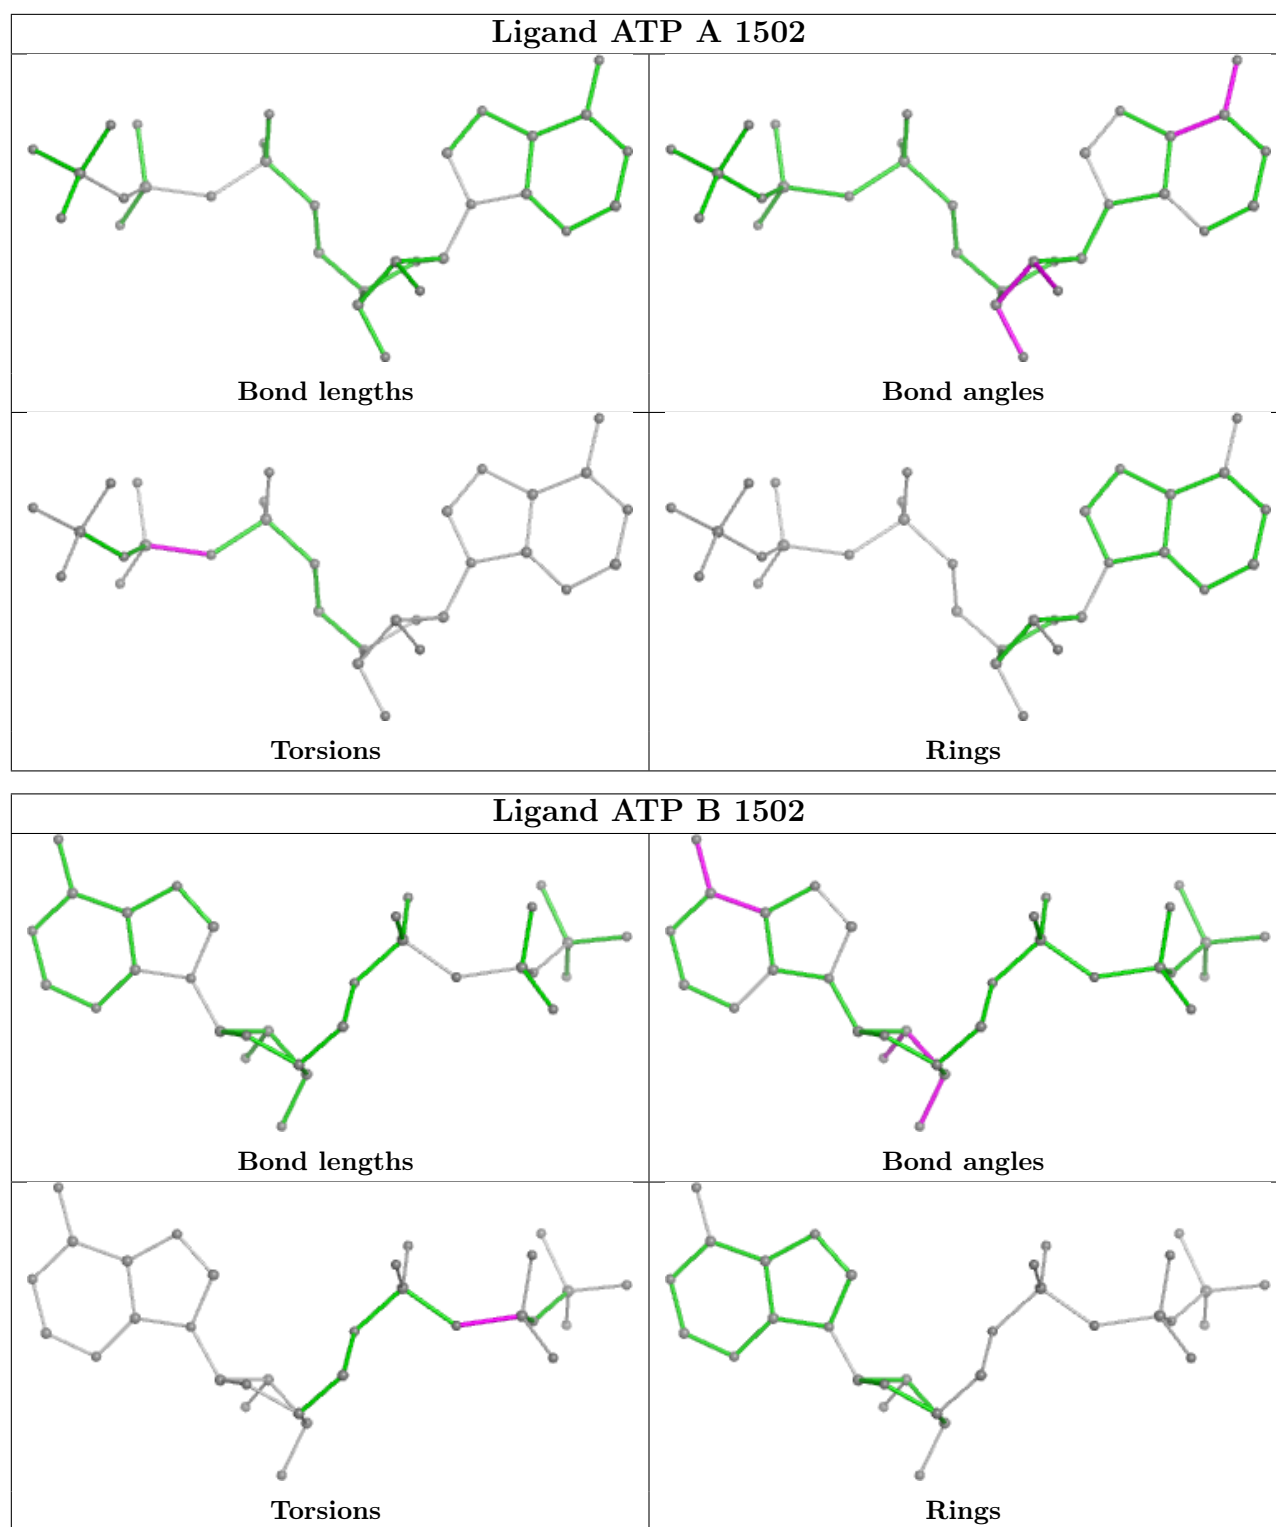 Ligand ATP A 1502
Bond lengths
Bond angles
Torsions
Rings
Ligand ATP B 1502
Bond lengths
Bond angles
Torsions
Rings